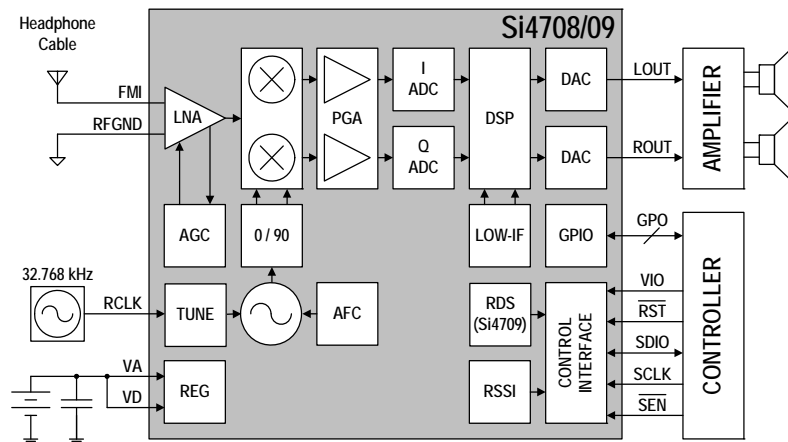 Headphone
Cable
Si4708/09
FMI
RFGND
LNA
PGA
I
ADC
Q
ADC
DSP
DAC
DAC
LOUT
ROUT
AMPLIFIER
AGC
0 / 90
LOW-IF
GPIO
GPO
32.768 kHz
RCLK
TUNE
AFC
RDS
(Si4709)
RSSI
CONTROL
INTERFACE
VIO
RST
SDIO
SCLK
SEN
CONTROLLER
VA
VD
REG